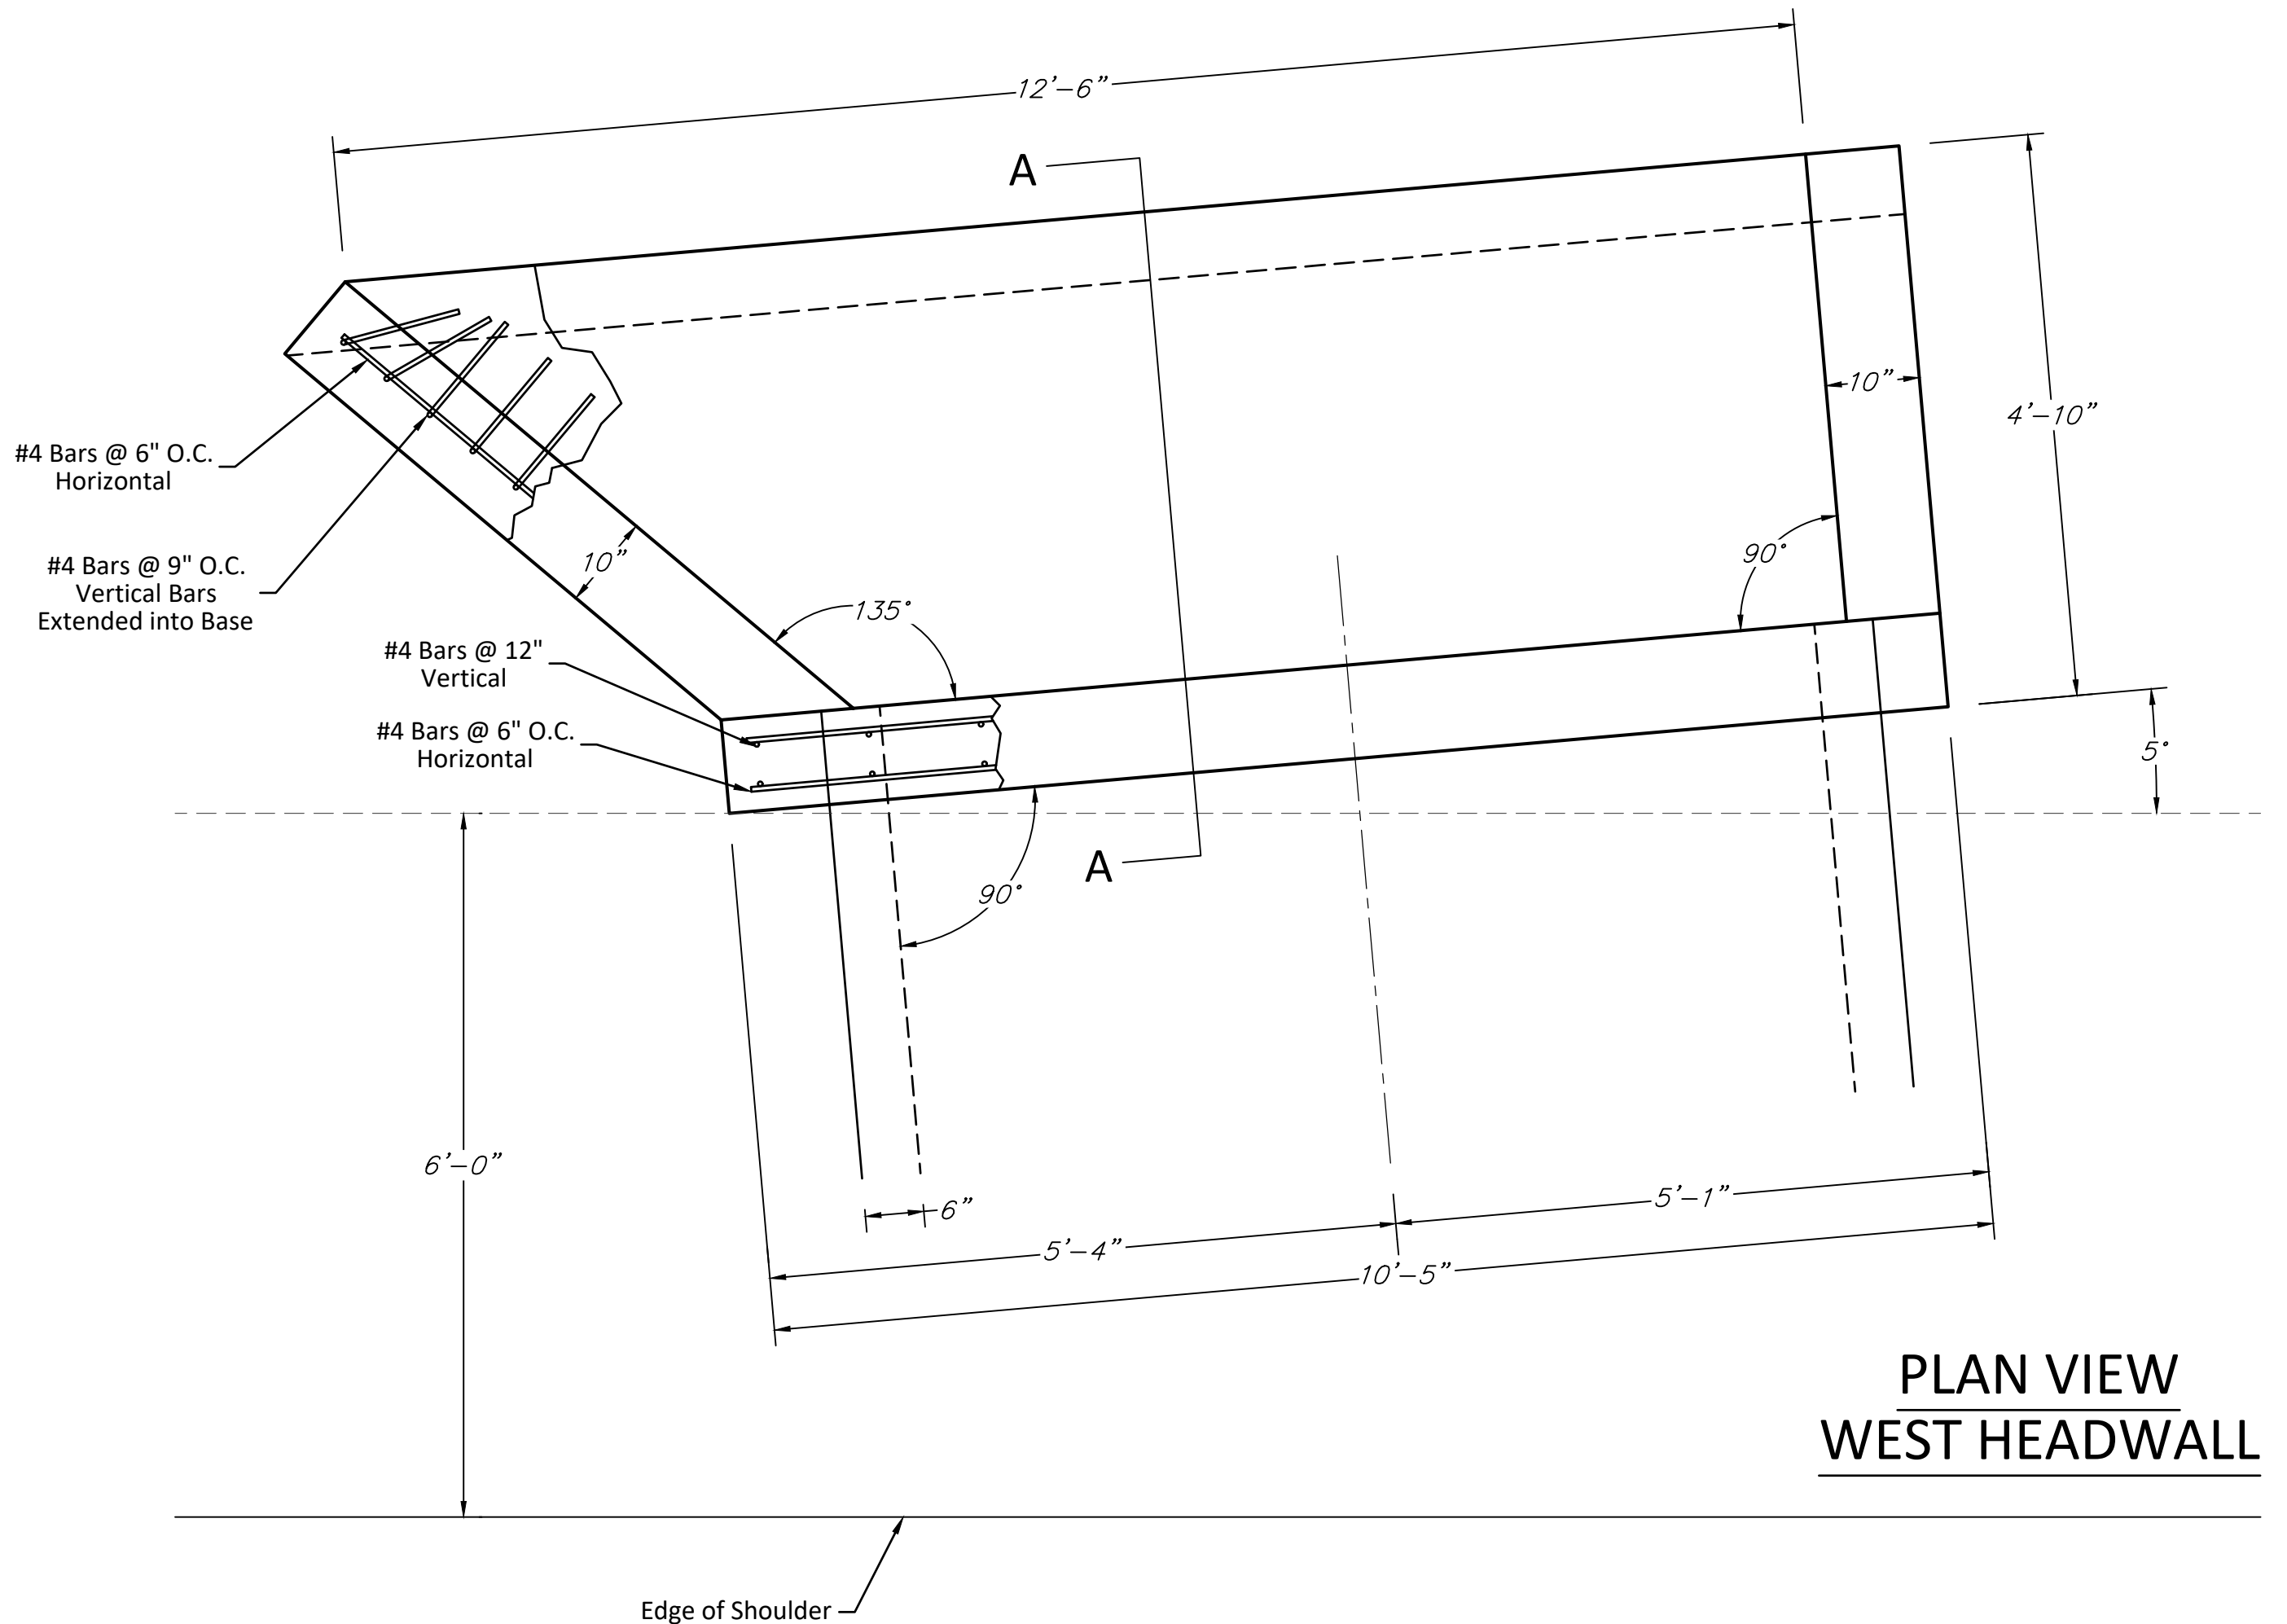 12'-6"
A
10"
4'-10"
#4 Bars @ 6" O.C.
Horizontal
10"
90°
#4 Bars @ 9" O.C.
Vertical Bars
Extended into Base
135°
#4 Bars @ 12"
Vertical
#4 Bars @ 6" O.C.
Horizontal
5°
A
90°
6'-0"
6"
5'-1"
5'-4"
10'-5"
PLAN VIEW
WEST HEADWALL
Edge of Shoulder